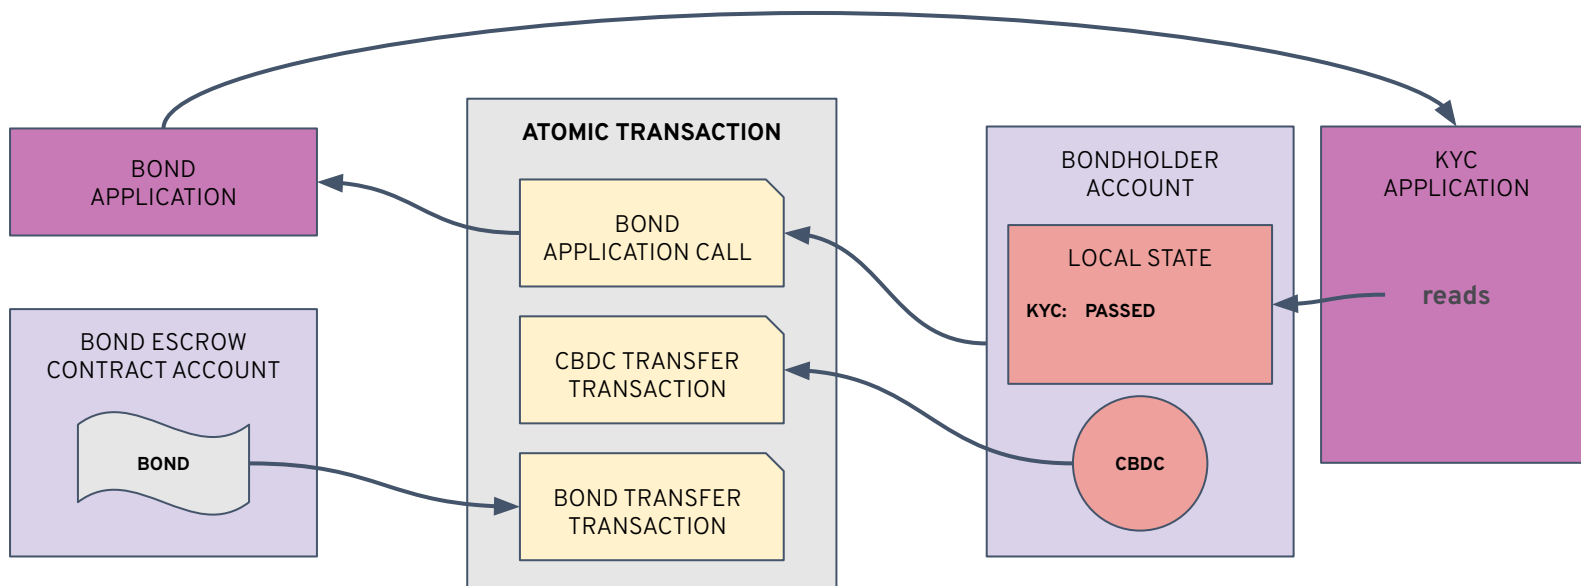 BOND
APPLICATION
BOND ESCROW
CONTRACT ACCOUNT
BOND
ATOMIC TRANSACTION
BOND
APPLICATION CALL
CBDC TRANSFER
TRANSACTION
BOND TRANSFER
TRANSACTION
BONDHOLDER
ACCOUNT
LOCAL STATE
KYC: PASSED
CBDC
KYC
APPLICATION
reads